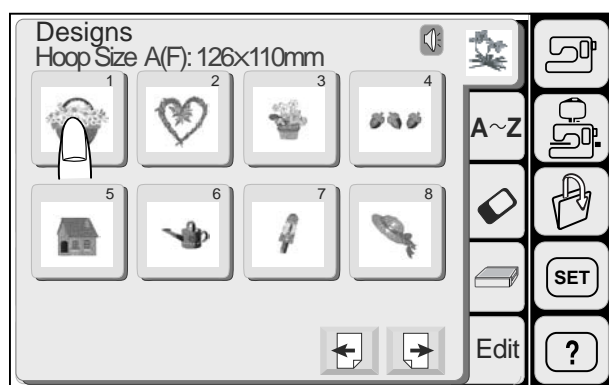 Designs
Hoop Size A(F): 126×110mm
1 2 3 4
A~Z
5 6 7 8
SET
Edit
?